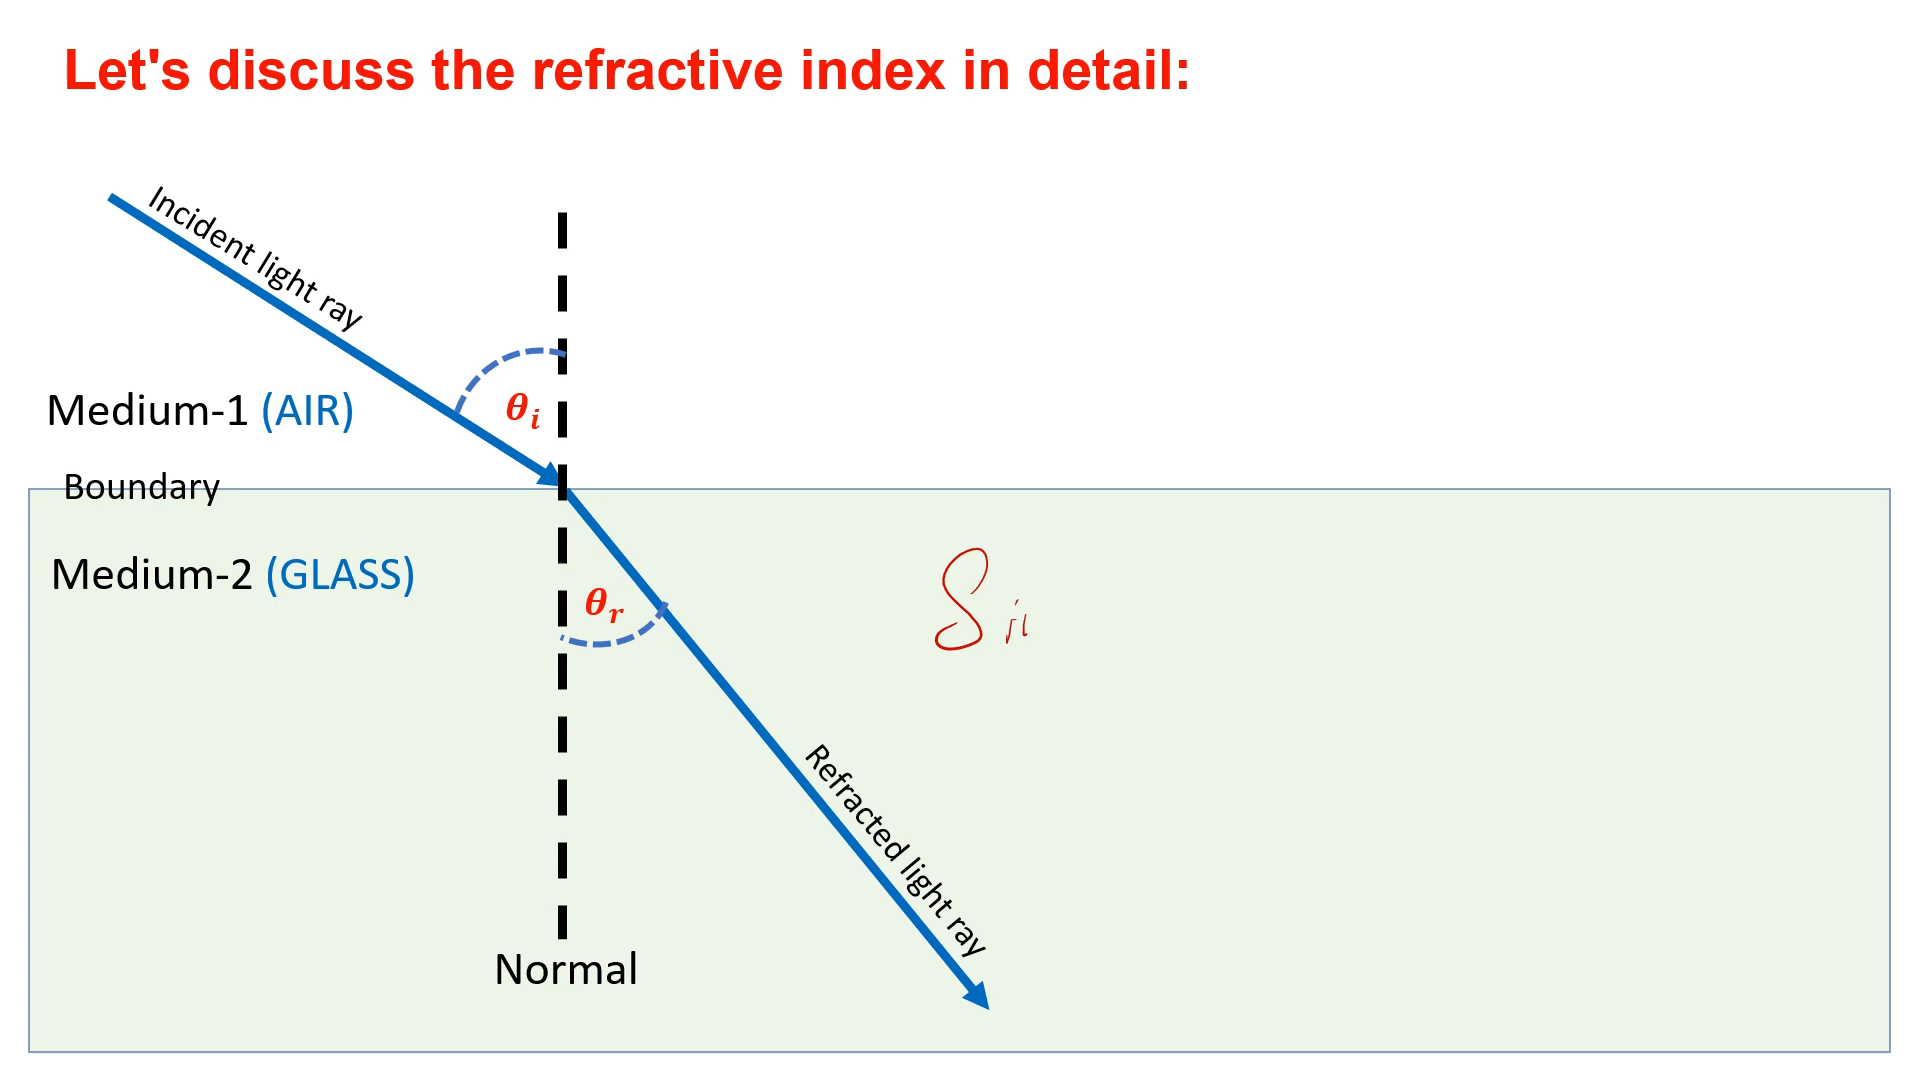 Let's discuss the refractive index in detail:
Incident light ray
θi
Medium-1 (AIR)
Boundary
Medium-2 (GLASS)
θr
Refracted light ray
Normal